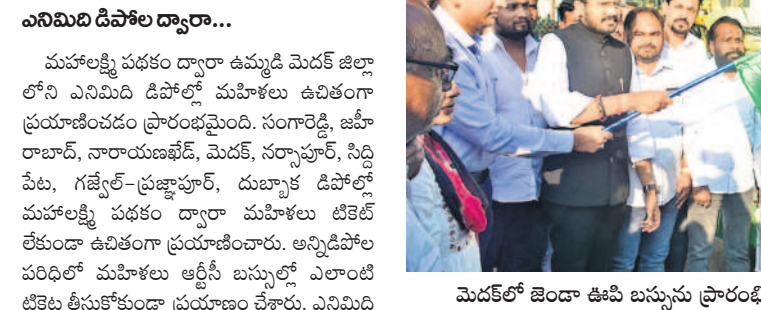 ఎనిమిది డిపోల ద్వారా...
మహాలక్ష్మి పథకం ద్వారా ఉమ్మడి మెదక్ జిల్లా
లోని ఎనిమిది డిపోల్లో మహిళలు ఉచితంగా
ప్రయాణించడం ప్రారంభమైంది. సంగారెడ్డి, జహీ
రాబాద్, నారాయణఖేడ్, మెదక్, నర్సాపూర్, సిద్ది
పేట, గజ్వేల్–ప్రజ్ఞాపూర్, దుబ్బాక డిపోల్లో
మహాలక్ష్మి పథకం ద్వారా మహిళలు టికెట్
లేకుండా ఉచితంగా ప్రయాణించారు. అన్నిడిపోల
పరిధిలో మహిళలు ఆర్టీసీ బస్సుల్లో ఎలాంటి
టికెట్ల తీసుకోకుండా ప్రయాణం చేశారు. ఎనిమిది
మెదక్‌లో జెండా ఊపి బస్సును